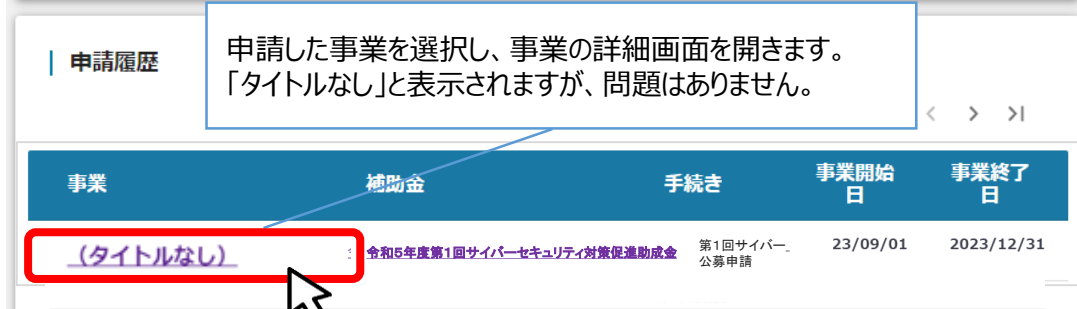 申請履歴
申請した事業を選択し、事業の詳細画面を開きます。
「タイトルなし」と表示されますが、問題はありません。
事業 補助金 手続き 事業開始日 事業終了日
（タイトルなし） 令和5年度第1回サイバーセキュリティ対策促進助成金 第1回サイバー_ 23/09/01 2023/12/31
公募申請